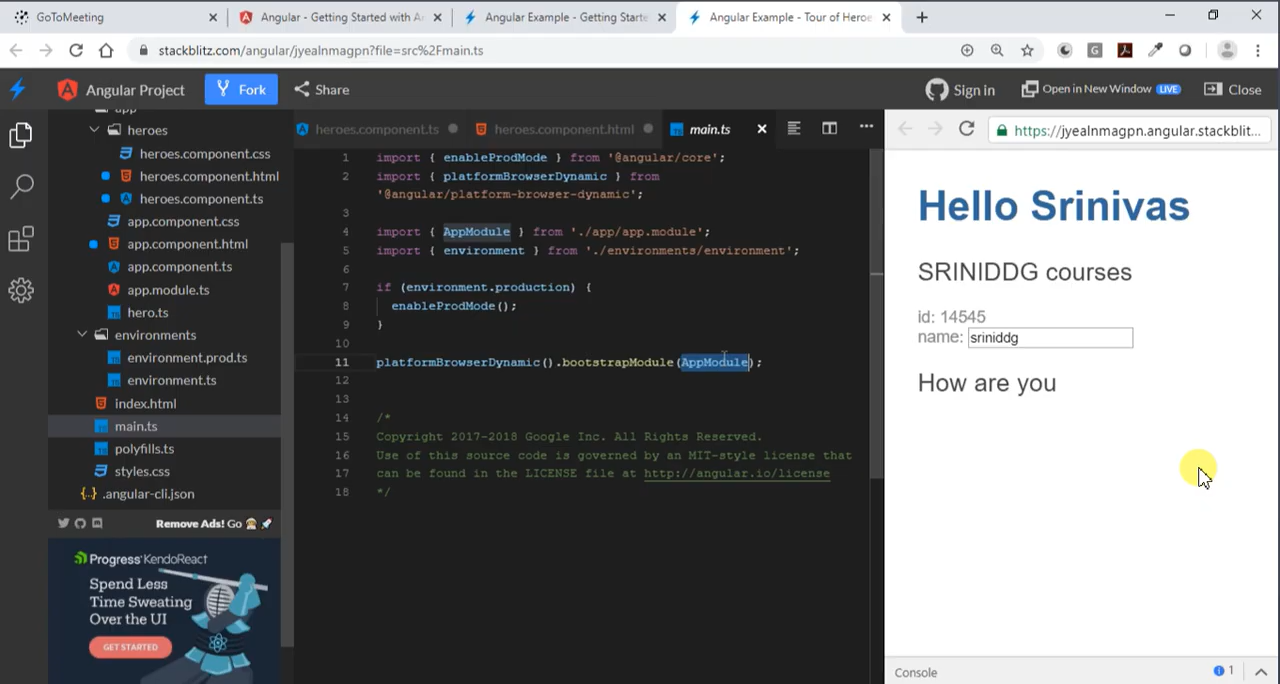 GoToMeeting
Angular - Getting Started with A
Angular Example - Getting Starte
Angular Example - Tour of Heroe
stackblitz.com/angular/jyealnmagpn?file=src%2Fmain.ts
Angular Project
Fork
Share
Sign in
Open in New Window LIVE
Close
app
heroes
heroes.component.css
heroes.component.html
heroes.component.ts
app.component.css
app.component.html
app.component.ts
app.module.ts
hero.ts
environments
environment.prod.ts
environment.ts
index.html
main.ts
polyfills.ts
styles.css
.angular-cli.json
Remove Ads! Go
Progress KendoReact
Spend Less
Time Sweating
Over the UI
GET STARTED
heroes.component.ts
heroes.component.html
main.ts
1 import { enableProdMode } from '@angular/core';
2 import { platformBrowserDynamic } from
'@angular/platform-browser-dynamic';
3
4 import { AppModule } from './app/app.module';
5 import { environment } from './environments/environment';
6
7 if (environment.production) {
8 enableProdMode();
9 }
10
11 platformBrowserDynamic().bootstrapModule(AppModule);
12
13
14 /*
15 Copyright 2017-2018 Google Inc. All Rights Reserved.
16 Use of this source code is governed by an MIT-style license that
17 can be found in the LICENSE file at http://angular.io/license
18 */
https://jyealnmagpn.angular.stackblit...
Hello Srinivas
SRINIDDG courses
id: 14545
name: sriniddg
How are you
Console
1